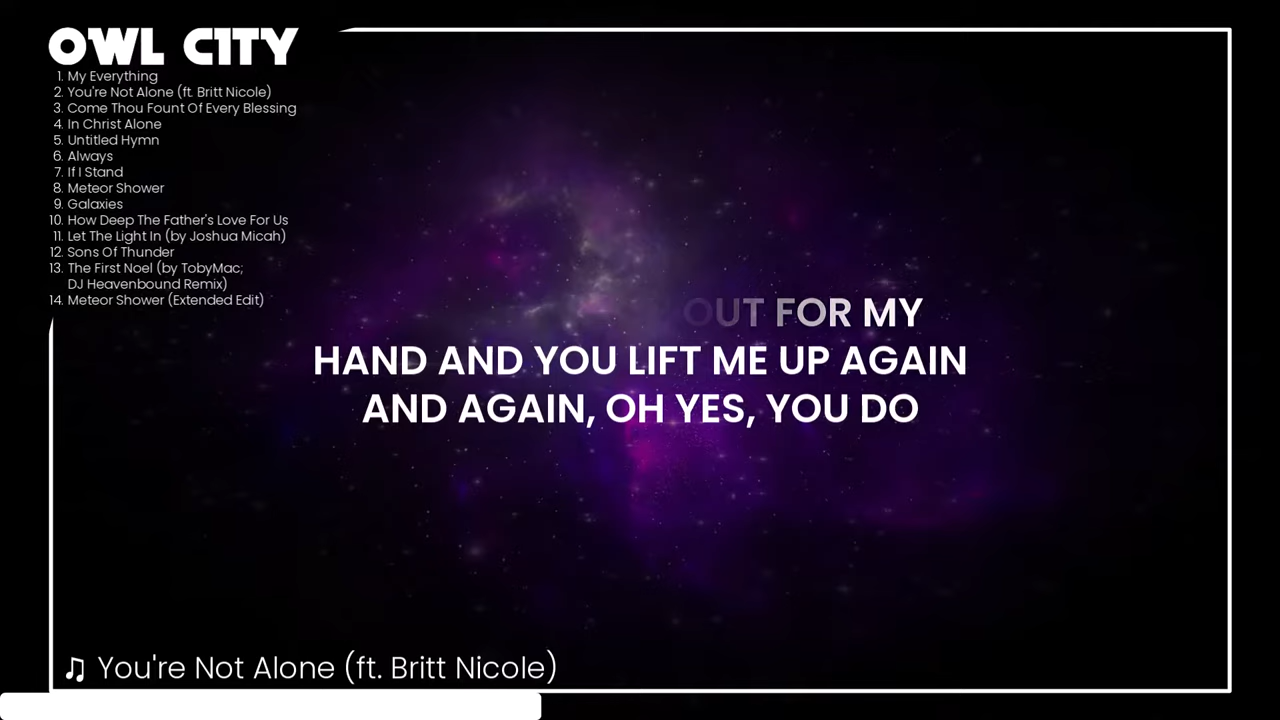 OWL CITY
1. My Everything
2. You're Not Alone (ft. Britt Nicole)
3. Come Thou Fount Of Every Blessing
4. In Christ Alone
5. Untitled Hymn
6. Always
7. If I Stand
8. Meteor Shower
9. Galaxies
10. How Deep The Father's Love For Us
11. Let The Light In (by Joshua Micah)
12. Sons Of Thunder
13. The First Noel (by TobyMac;
DJ Heavenbound Remix)
14. Meteor Shower (Extended Edit)
OUT FOR MY
HAND AND YOU LIFT ME UP AGAIN
AND AGAIN, OH YES, YOU DO
♫ You're Not Alone (ft. Britt Nicole)